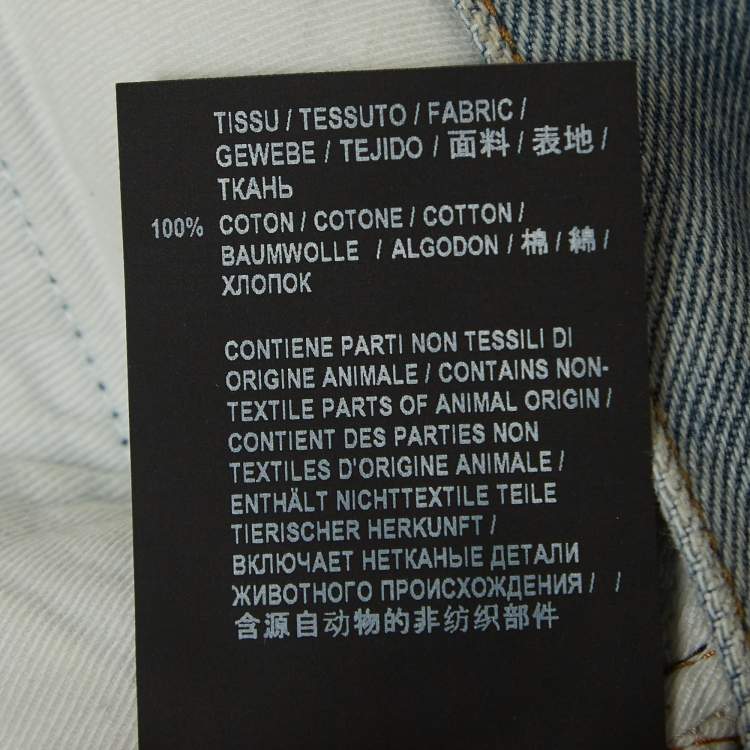 TISSU / TESSUTO / FABRIC /
GEWEBE / TEJIDO / 面料 / 表地 /
ТКАНЬ
100% COTON / COTONE / COTTON /
BAUMWOLLE / ALGODON / 棉 / 綿 /
ХЛОПОК
CONTIENE PARTI NON TESSILI DI
ORIGINE ANIMALE / CONTAINS NON-
TEXTILE PARTS OF ANIMAL ORIGIN /
CONTIENT DES PARTIES NON
TEXTILES D'ORIGINE ANIMALE /
ENTHÄLT NICHTTEXTILE TEILE
TIERISCHER HERKUNFT /
ВКЛЮЧАЕТ НЕТКАНЫЕ ДЕТАЛИ
ЖИВОТНОГО ПРОИСХОЖДЕНИЯ / /
含源自动物的非纺织部件